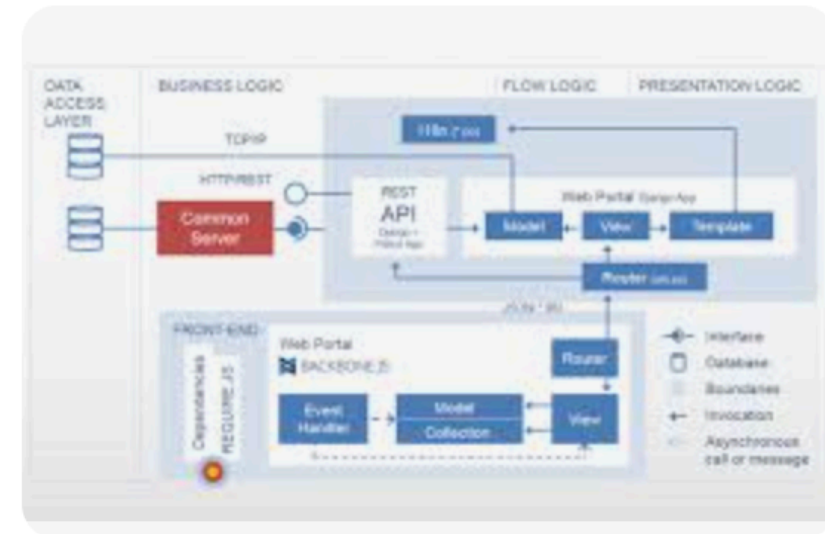 DATA
ACCESS
LAYER
BUSINESS LOGIC
FLOW LOGIC
PRESENTATION LOGIC
TCP/IP
HTTP/REST
Common
Server
REST
API
Web Portal Django App
Model
View
Template
Router
FRONT-END
Dependencies
REQUIRE.JS
Web Portal
BACKBONE.JS
Router
Event
Handler
Model
Collection
View
Interface
Database
Boundaries
Invocation
Asynchronous
call or message